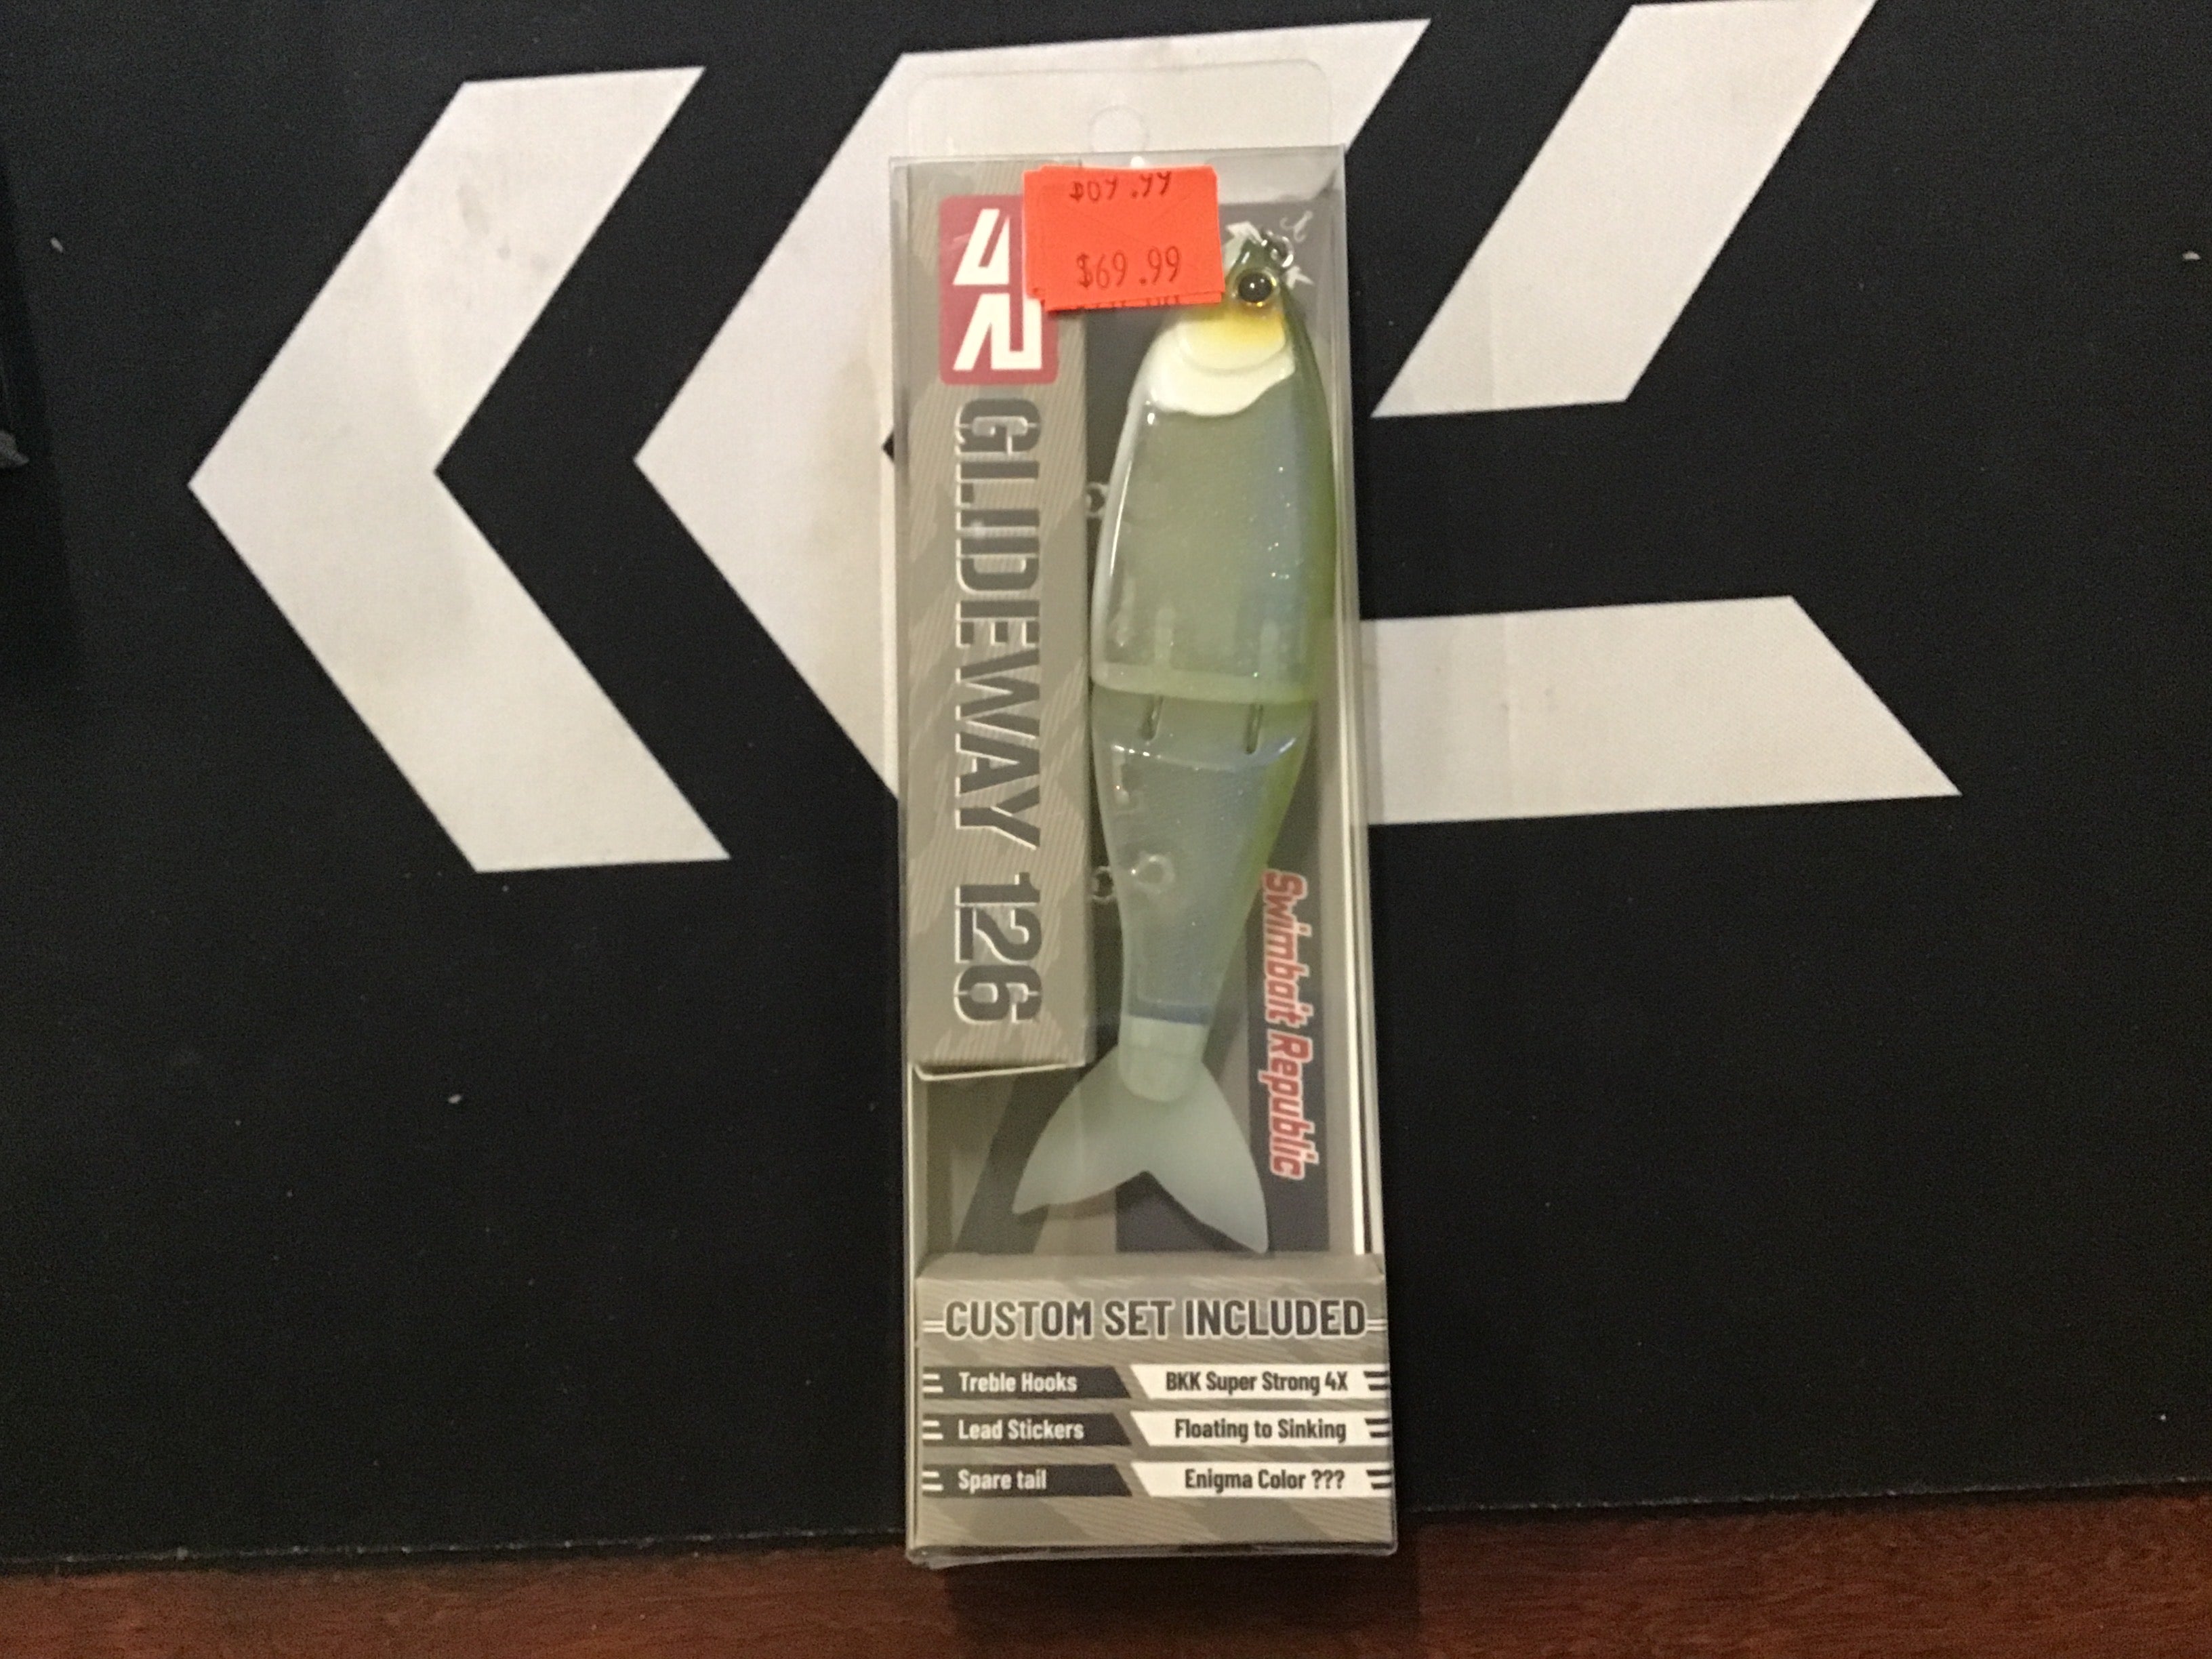 $69.99
GLIDEWAY 126
Swimbait Republic
CUSTOM SET INCLUDED
Treble Hooks BKK Super Strong 4X
Lead Stickers Floating to Sinking
Spare tail Enigma Color ???